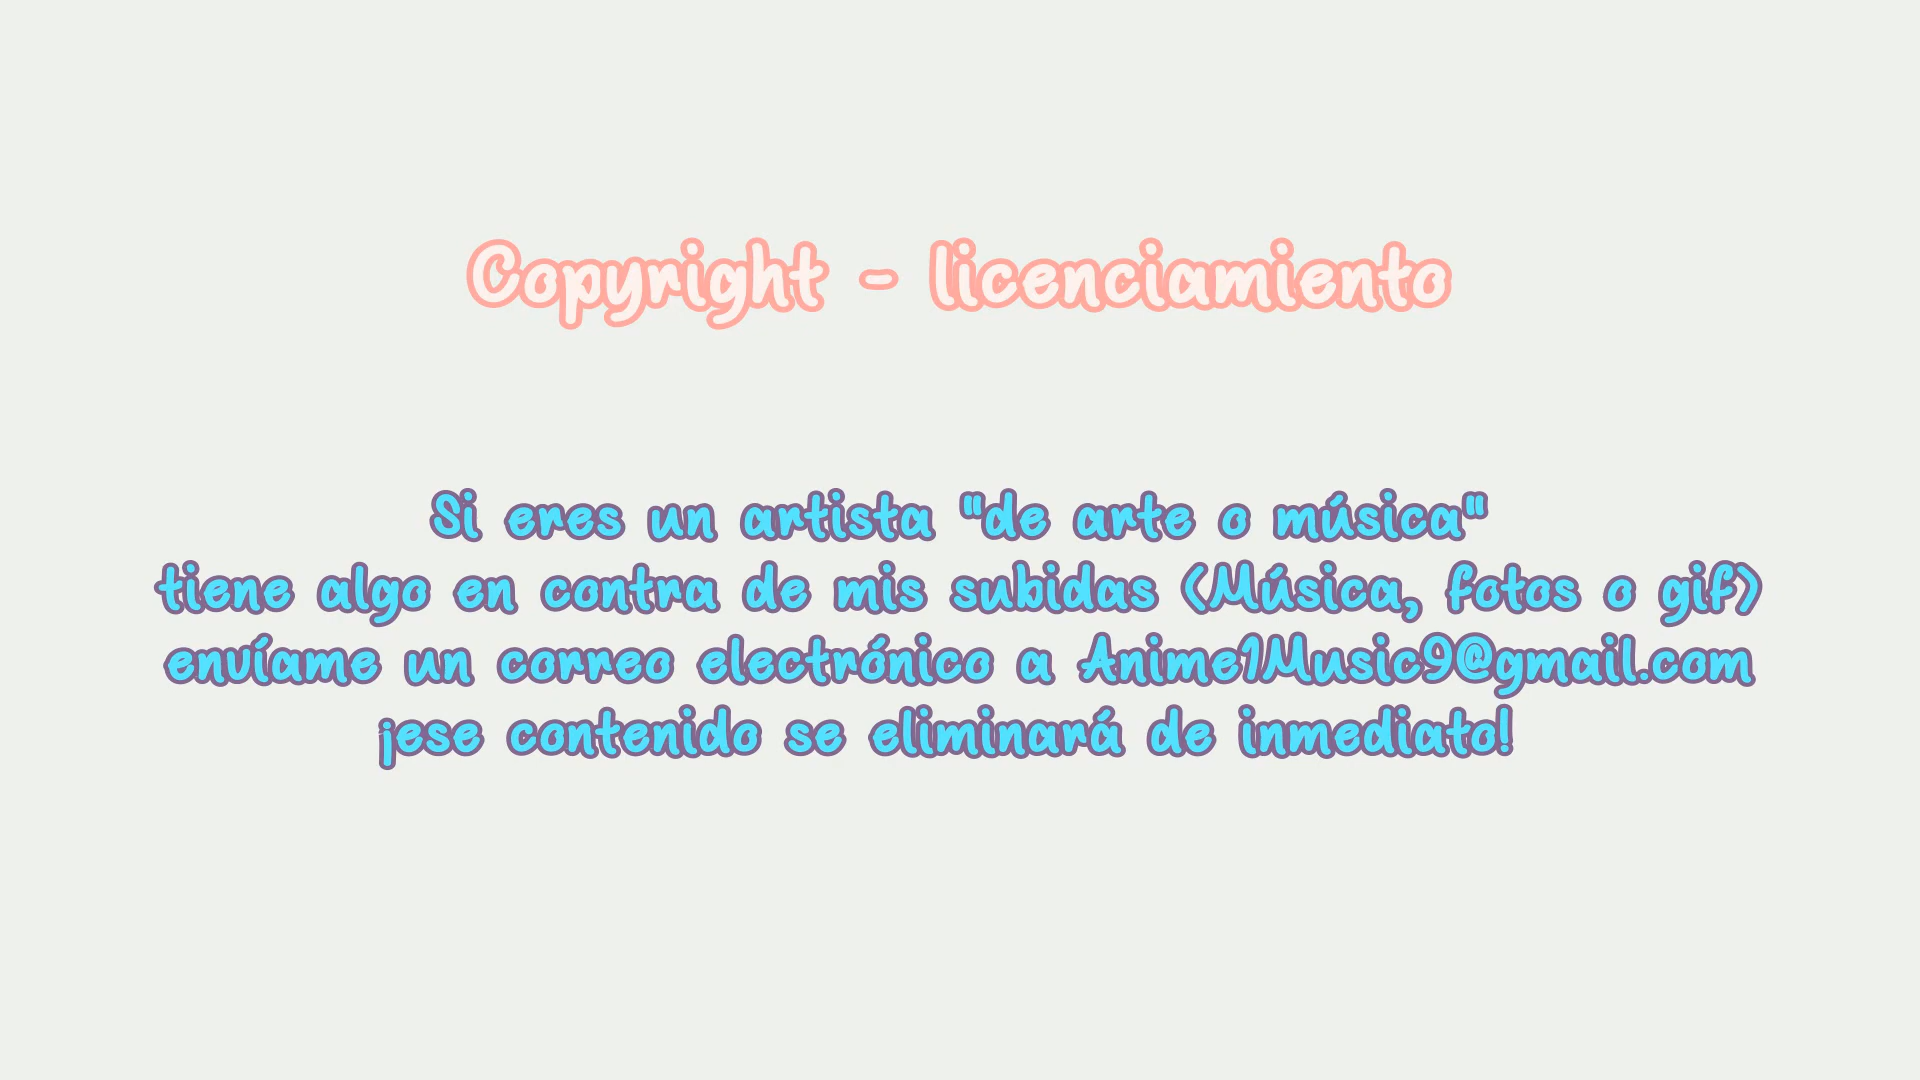 Copyright - licenciamiento
Si eres un artista "de arte o música"
tiene algo en contra de mis subidas (Música, fotos o gif)
envíame un correo electrónico a Anime1Music9@gmail.com
¡ese contenido se eliminará de inmediato!